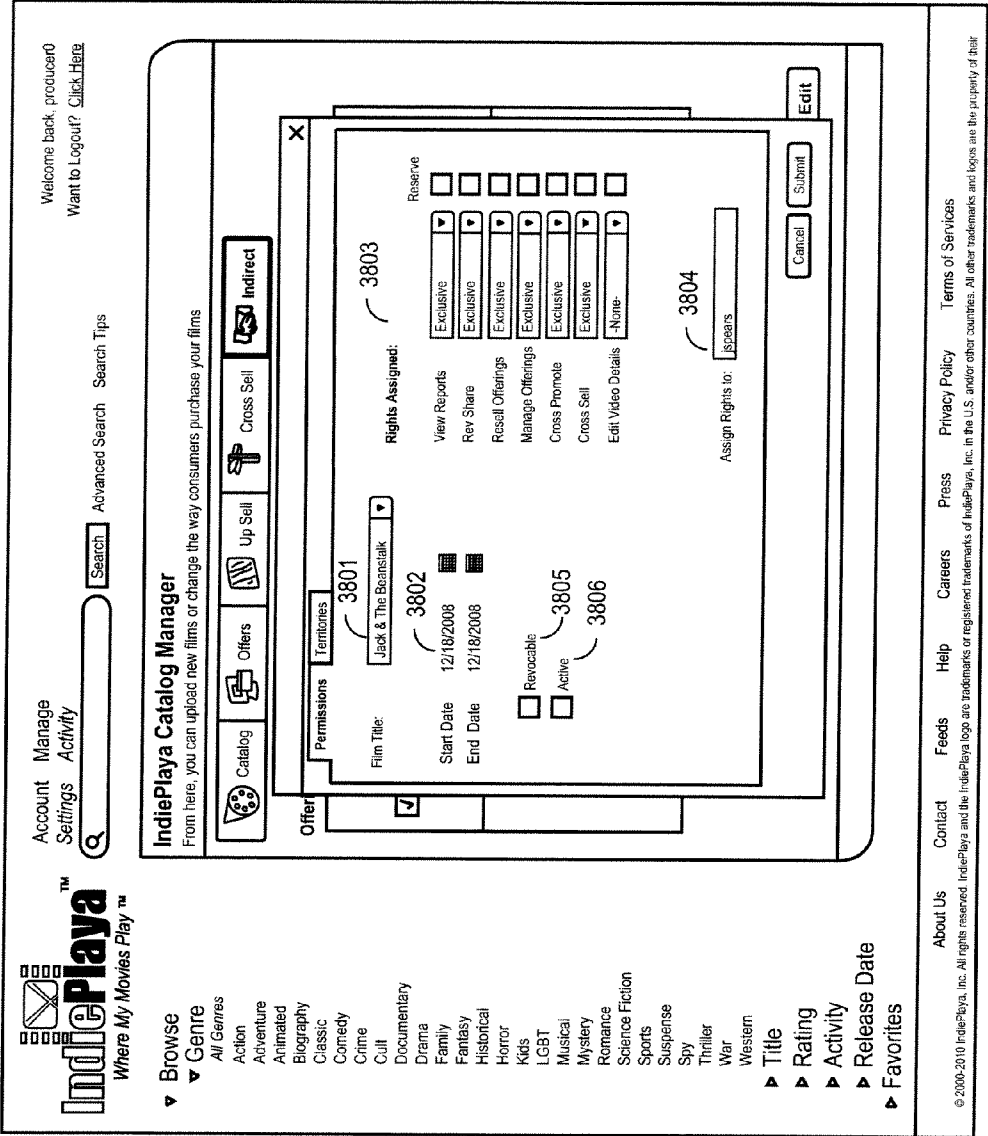 IndiePlaya ™
Where My Movies Play ™
Account Settings
Manage Activity
Search
Advanced Search
Search Tips
Welcome back, producer0
Want to Logout? Click Here
Browse
Genre
All Genres
Action
Adventure
Animated
Biography
Classic
Comedy
Crime
Cult
Documentary
Drama
Family
Fantasy
Historical
Horror
Kids
LGBT
Musical
Mystery
Romance
Science Fiction
Sports
Suspense
Spy
Thriller
War
Western
Title
Rating
Activity
Release Date
Favorites
IndiePlaya Catalog Manager
From here, you can upload new films or change the way consumers purchase your films
Catalog
Offers
Up Sell
Cross Sell
Indirect
Offer
Edit
X
Permissions
Territories
Film Title: Jack & The Beanstalk
3801
Start Date 12/18/2008
3802
End Date 12/18/2008
Revocable
3805
Active
3806
Rights Assigned:
3803
Reserve
View Reports Exclusive
Rev Share Exclusive
Resell Offerings Exclusive
Manage Offerings Exclusive
Cross Promote Exclusive
Cross Sell Exclusive
Edit Video Details -None-
Assign Rights to: jspears
3804
Cancel
Submit
About Us Contact Feeds Help Careers Press Privacy Policy Terms of Services
© 2000-2010 IndiePlaya, Inc. All rights reserved. IndiePlaya and the IndiePlaya logo are trademarks or registered trademarks of IndiePlaya, Inc. in the U.S. and/or other countries. All other trademarks and logos are the property of their